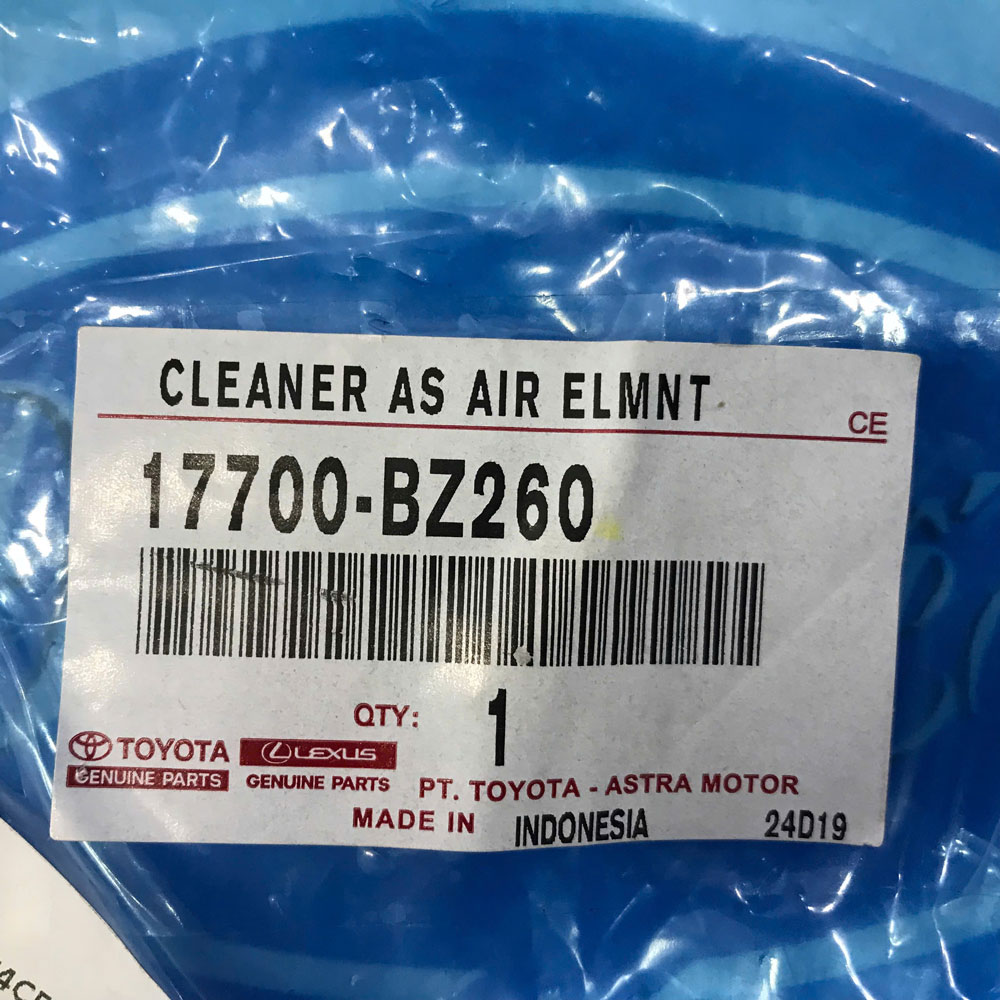 CLEANER AS AIR ELMNT
CE
17700-BZ260
QTY: 1
TOYOTA LEXUS
GENUINE PARTS GENUINE PARTS PT. TOYOTA - ASTRA MOTOR
MADE IN INDONESIA 24D19